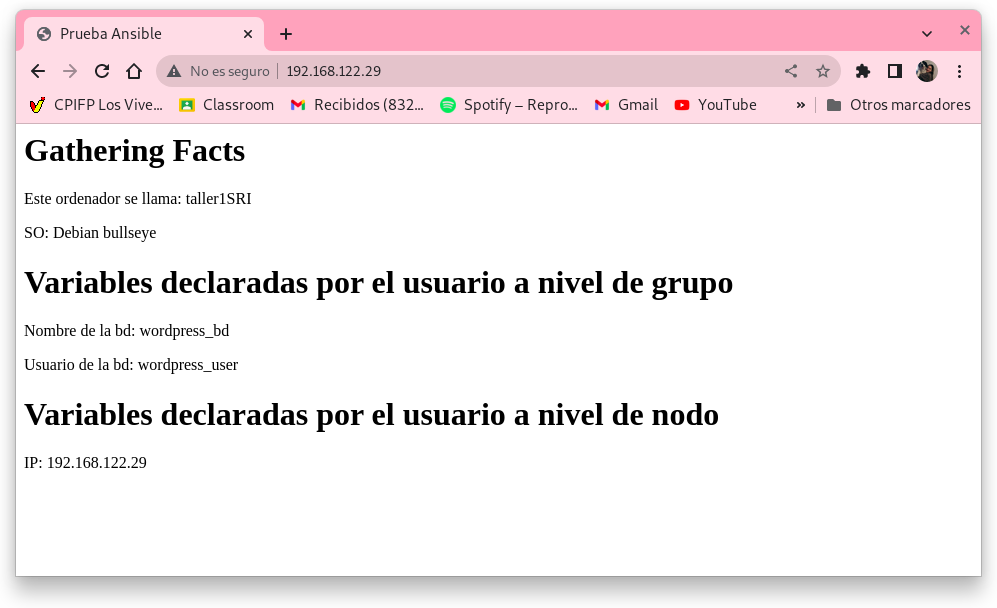 Prueba Ansible
No es seguro 192.168.122.29
CPIFP Los Vive... Classroom Recibidos (832... Spotify – Repro... Gmail YouTube » Otros marcadores
Gathering Facts
Este ordenador se llama: taller1SRI
SO: Debian bullseye
Variables declaradas por el usuario a nivel de grupo
Nombre de la bd: wordpress_bd
Usuario de la bd: wordpress_user
Variables declaradas por el usuario a nivel de nodo
IP: 192.168.122.29